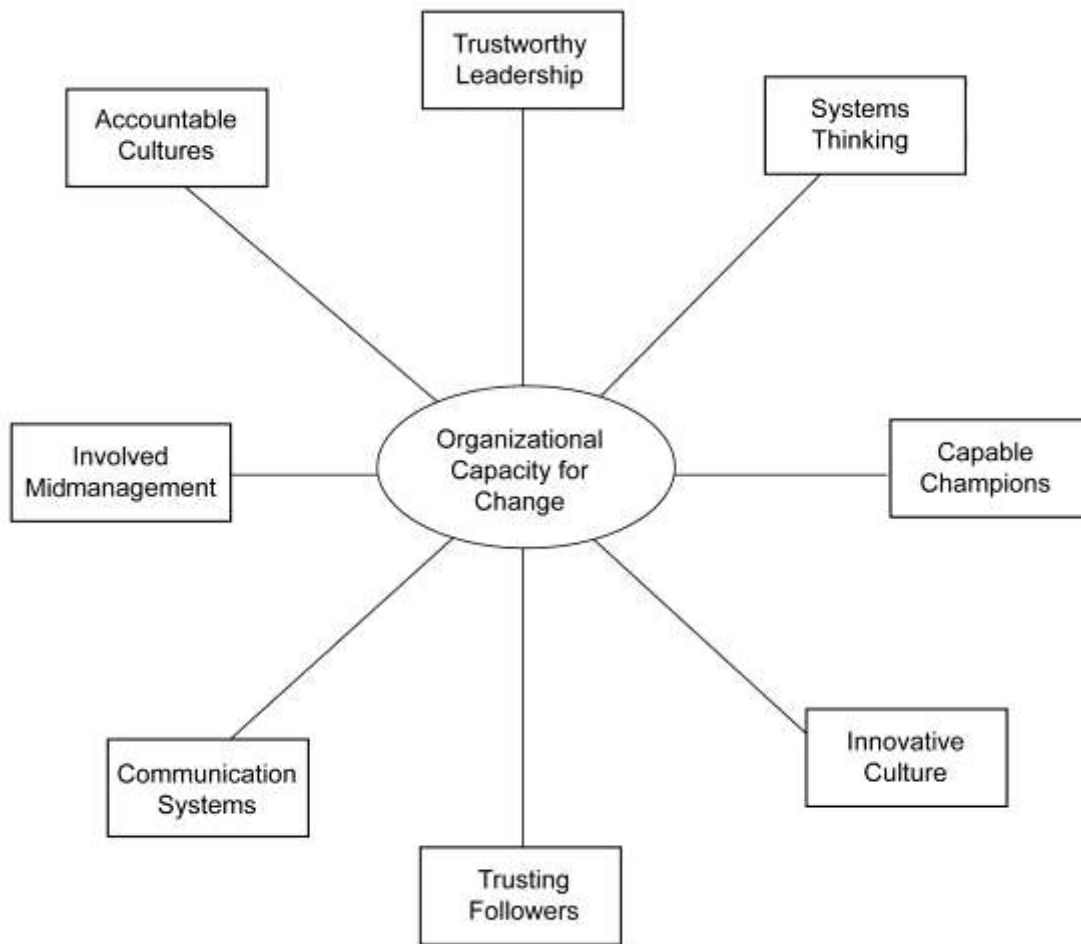 Trustworthy
Leadership
Accountable
Cultures
Systems
Thinking
Involved
Midmanagement
Organizational
Capacity for
Change
Capable
Champions
Communication
Systems
Innovative
Culture
Trusting
Followers